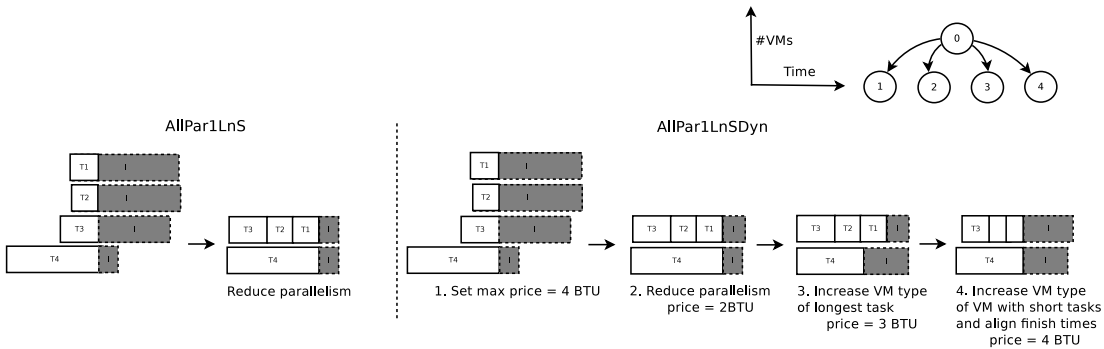 #VMs
Time
0
1
2
3
4
AllPar1LnS
AllPar1LnSDyn
T1
I
T2
I
T3
I
T4
I
T3 T2 T1 I
T4 I
Reduce parallelism
T1
I
T2
I
T3
I
T4
I
1. Set max price = 4 BTU
T3 T2 T1 I
T4 I
2. Reduce parallelism
price = 2BTU
T3 T2 T1 I
T4 I
3. Increase VM type
of longest task
price = 3 BTU
T3 I
T4 I
4. Increase VM type
of VM with short tasks
and align finish times
price = 4 BTU